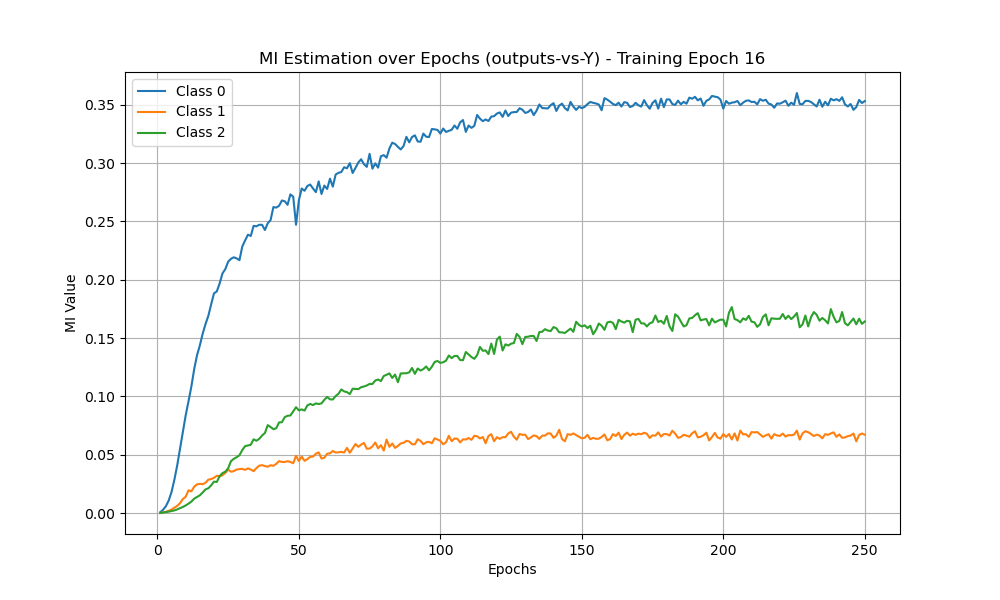 MI Estimation over Epochs (outputs-vs-Y) - Training Epoch 16
Class 0
Class 1
Class 2
MI Value
0.35
0.30
0.25
0.20
0.15
0.10
0.05
0.00
0
50
100
150
200
250
Epochs